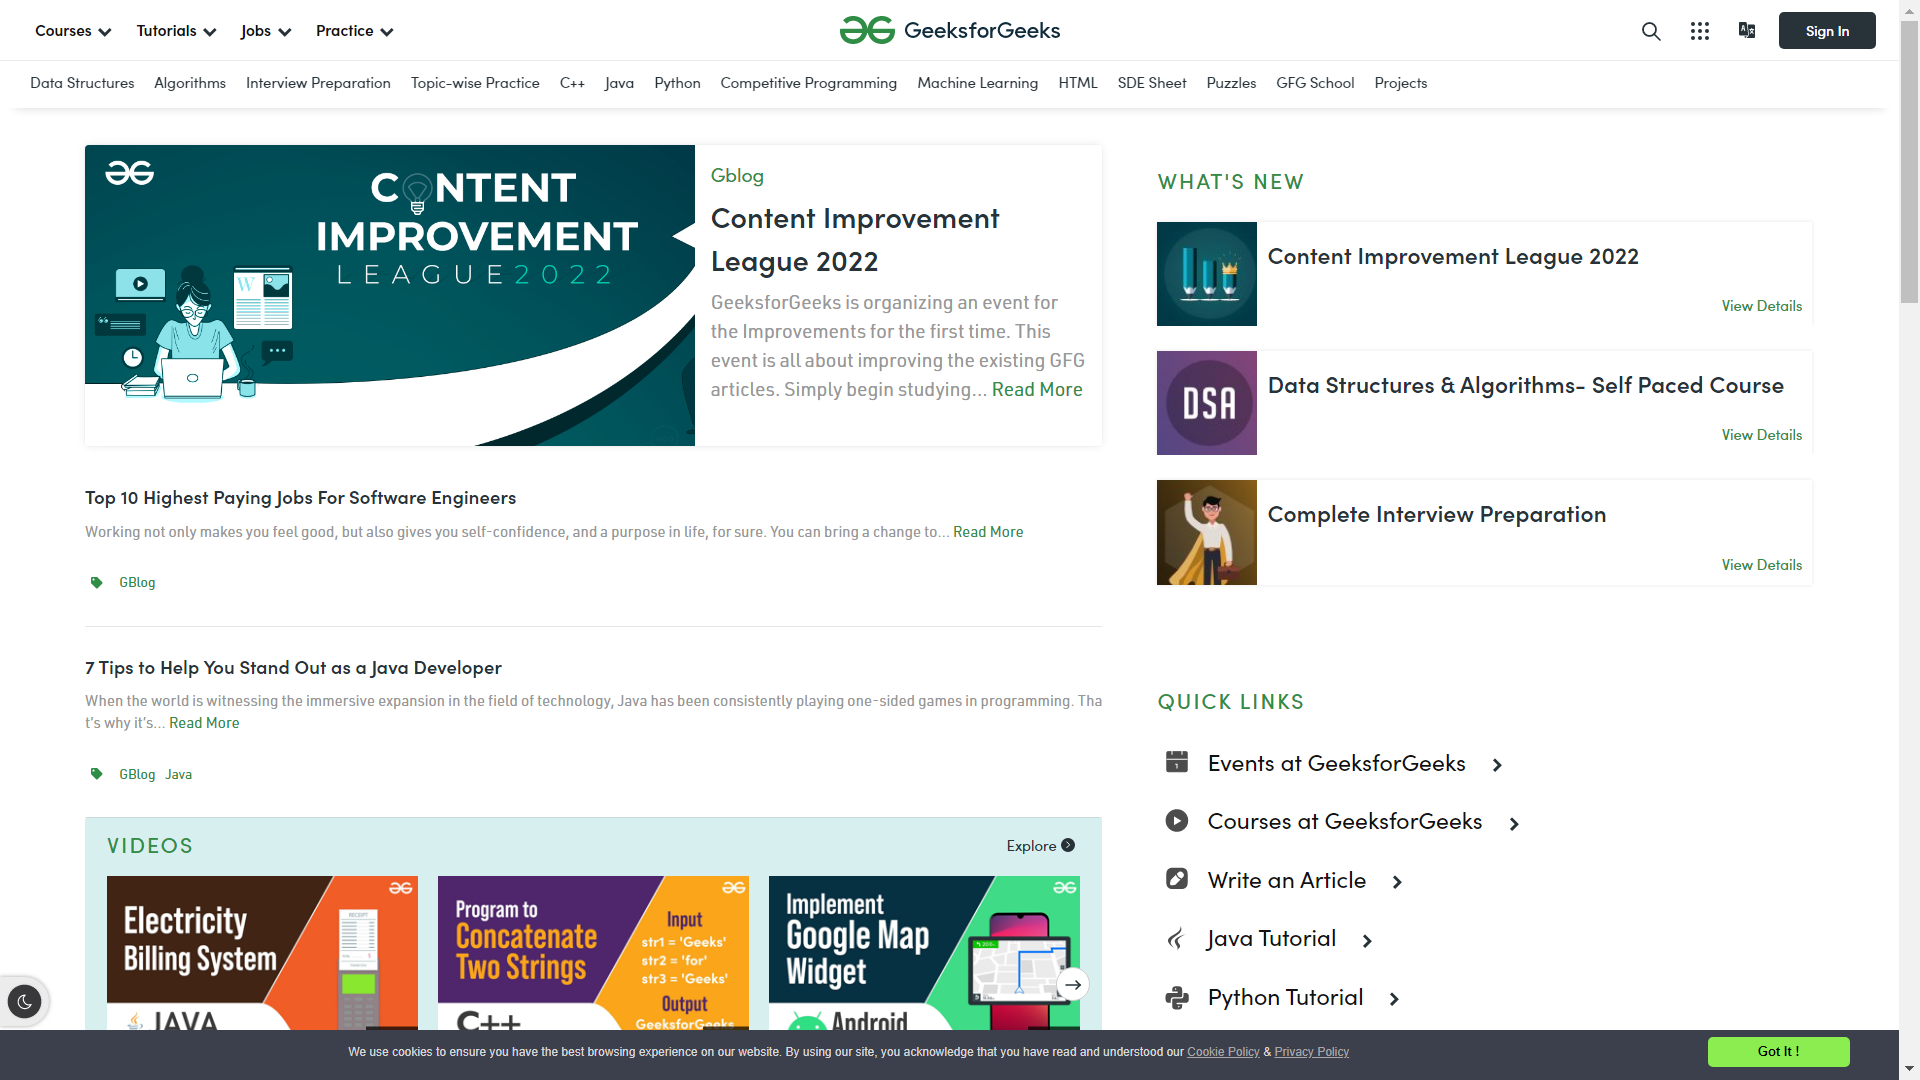 Courses
Tutorials
Jobs
Practice
GeeksforGeeks
Sign In
Data Structures
Algorithms
Interview Preparation
Topic-wise Practice
C++
Java
Python
Competitive Programming
Machine Learning
HTML
SDE Sheet
Puzzles
GFG School
Projects
CONTENT
IMPROVEMENT
LEAGUE2022
W
Gblog
Content Improvement
League 2022
GeeksforGeeks is organizing an event for
the Improvements for the first time. This
event is all about improving the existing GFG
articles. Simply begin studying... Read More
Top 10 Highest Paying Jobs For Software Engineers
Working not only makes you feel good, but also gives you self-confidence, and a purpose in life, for sure. You can bring a change to... Read More
GBlog
7 Tips to Help You Stand Out as a Java Developer
When the world is witnessing the immersive expansion in the field of technology, Java has been consistently playing one-sided games in programming. Tha
t's why it's... Read More
GBlog Java
VIDEOS
Explore
Electricity
Billing System
RECEIPT
JAVA
Program to
Concatenate
Two Strings
Input
str1 = 'Geeks'
str2 = 'for'
str3 = 'Geeks'
Output
GeeksforGeeks
C++
Implement
Google Map
Widget
Android
WHAT'S NEW
Content Improvement League 2022
View Details
DSA
Data Structures & Algorithms- Self Paced Course
View Details
Complete Interview Preparation
View Details
QUICK LINKS
Events at GeeksforGeeks
Courses at GeeksforGeeks
Write an Article
Java Tutorial
Python Tutorial
We use cookies to ensure you have the best browsing experience on our website. By using our site, you acknowledge that you have read and understood our Cookie Policy & Privacy Policy
Got It !